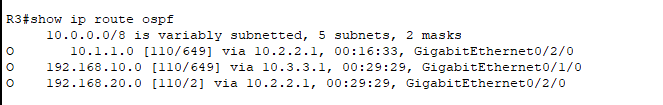 R3#show ip route ospf
10.0.0.0/8 is variably subnetted, 5 subnets, 2 masks
O 10.1.1.0 [110/649] via 10.2.2.1, 00:16:33, GigabitEthernet0/2/0
O 192.168.10.0 [110/649] via 10.3.3.1, 00:29:29, GigabitEthernet0/1/0
O 192.168.20.0 [110/2] via 10.2.2.1, 00:29:29, GigabitEthernet0/2/0